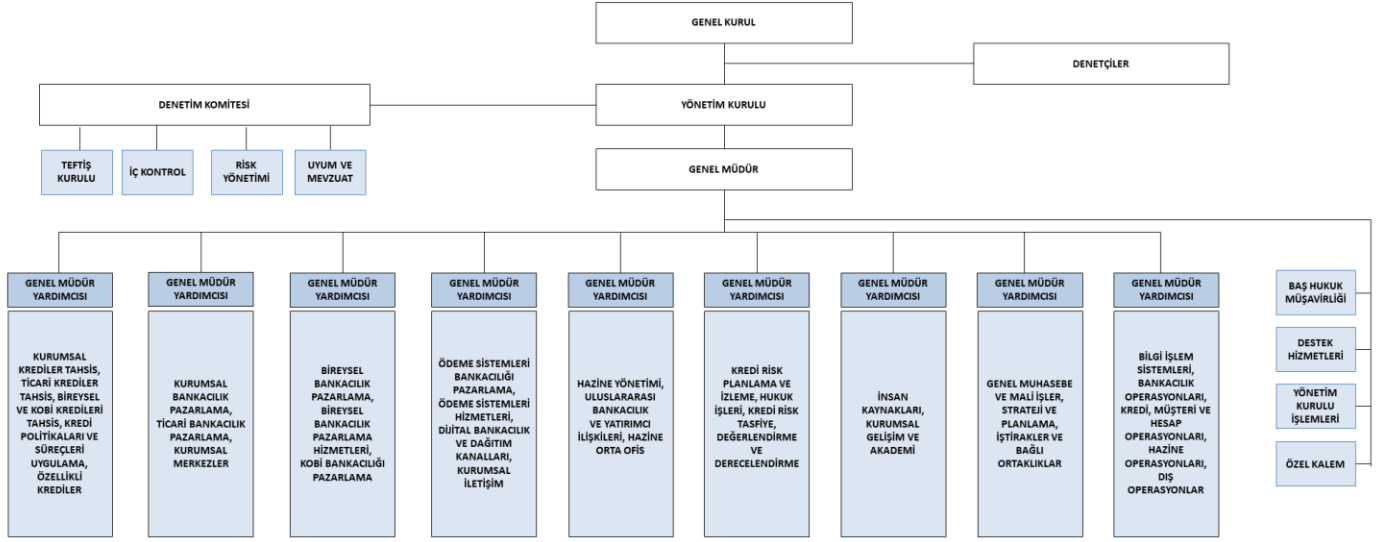 GENEL KURUL
DENETÇİLER
DENETİM KOMİTESİ
YÖNETİM KURULU
TEFTİŞ
KURULU
İÇ KONTROL
RİSK
YÖNETİMİ
UYUM VE
MEVZUAT
GENEL MÜDÜR
GENEL MÜDÜR
YARDIMCISI
KURUMSAL
KREDİLER TAHSİS,
TİCARİ KREDİLER
TAHSİS, BİREYSEL
VE KOBİ KREDİLERİ
TAHSİS, KREDİ
POLİTİKALARI VE
SÜREÇLERİ
UYGULAMA,
ÖZELLİKLİ
KREDİLER
GENEL MÜDÜR
YARDIMCISI
KURUMSAL
BANKACILIK
PAZARLAMA,
TİCARİ BANKACILIK
PAZARLAMA,
KURUMSAL
MERKEZLER
GENEL MÜDÜR
YARDIMCISI
BİREYSEL
BANKACILIK
PAZARLAMA,
BİREYSEL
BANKACILIK
PAZARLAMA
HİZMETLERİ,
KOBİ BANKACILIĞI
PAZARLAMA
GENEL MÜDÜR
YARDIMCISI
ÖDEME SİSTEMLERİ
BANKACILIĞI
PAZARLAMA,
ÖDEME SİSTEMLERİ
HİZMETLERİ,
DİJİTAL BANKACILIK
VE DAĞITIM
KANALLARI,
KURUMSAL
İLETİŞİM
GENEL MÜDÜR
YARDIMCISI
HAZİNE YÖNETİMİ,
ULUSLARARASI
BANKACILIK
VE YATIRIMCI
İLİŞKİLERİ, HAZİNE
ORTA OFİS
GENEL MÜDÜR
YARDIMCISI
KREDİ RİSK
PLANLAMA VE
İZLEME, HUKUK
İŞLERİ, KREDİ RİSK
TASFİYE,
DEĞERLENDİRME
VE
DERECELENDİRME
GENEL MÜDÜR
YARDIMCISI
İNSAN
KAYNAKLARI,
KURUMSAL
GELİŞİM VE
AKADEMİ
GENEL MÜDÜR
YARDIMCISI
GENEL MUHASEBE
VE MALİ İŞLER,
STRATEJİ VE
PLANLAMA,
İŞTİRAKLER VE
BAĞLI
ORTAKLIKLAR
GENEL MÜDÜR
YARDIMCISI
BİLGİ İŞLEM
SİSTEMLERİ,
BANKACILIK
OPERASYONLARI,
KREDİ, MÜŞTERİ VE
HESAP
OPERASYONLARI,
HAZİNE
OPERASYONLARI,
DIŞ
OPERASYONLAR
BAŞ HUKUK
MÜŞAVİRLİĞİ
DESTEK
HİZMETLERİ
YÖNETİM
KURULU
İŞLEMLERİ
ÖZEL KALEM